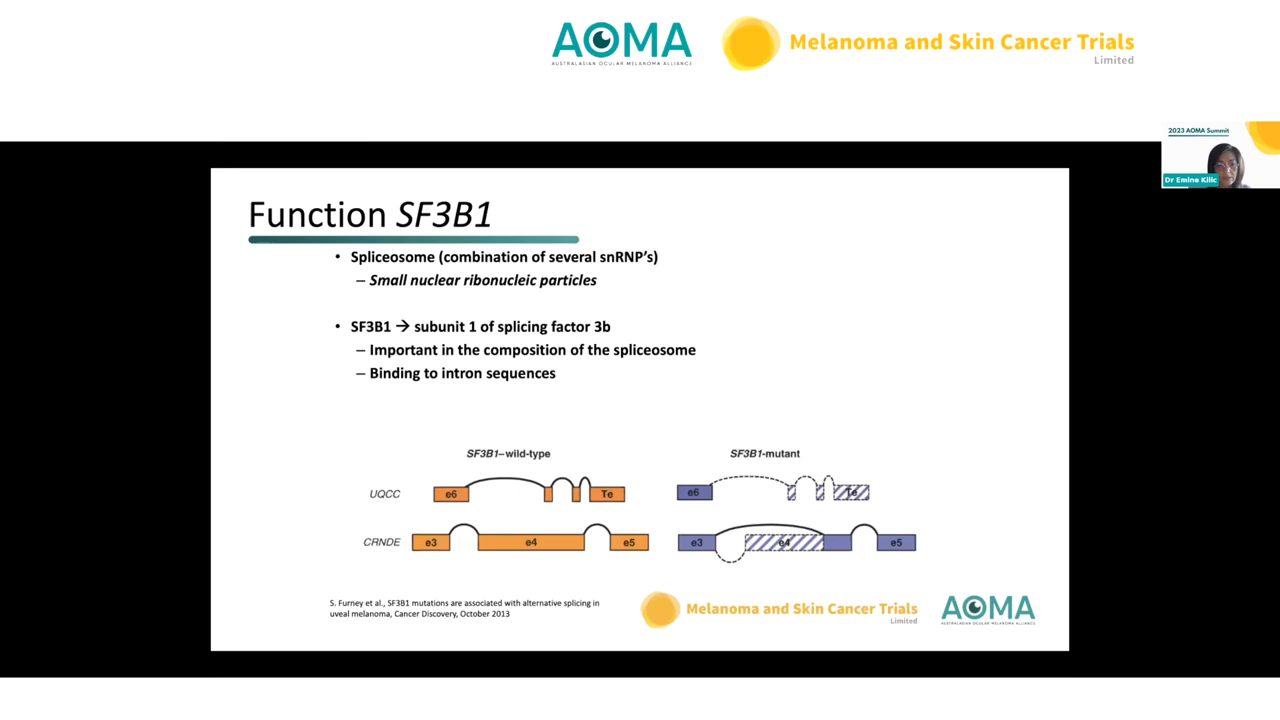 AOMA
AUSTRALASIAN OCULAR MELANOMA ALLIANCE
Melanoma and Skin Cancer Trials
Limited
2023 AOMA Summit
Dr Emine Kilic
Function SF3B1
• Spliceosome (combination of several snRNP's)
– Small nuclear ribonucleic particles
• SF3B1 → subunit 1 of splicing factor 3b
– Important in the composition of the spliceosome
– Binding to intron sequences
SF3B1–wild-type
SF3B1-mutant
UQCC
e6
Te
e6
Te
CRNDE
e3
e4
e5
e3
e4
e5
S. Furney et al., SF3B1 mutations are associated with alternative splicing in
uveal melanoma, Cancer Discovery, October 2013
Melanoma and Skin Cancer Trials
Limited
AOMA
AUSTRALASIAN OCULAR MELANOMA ALLIANCE